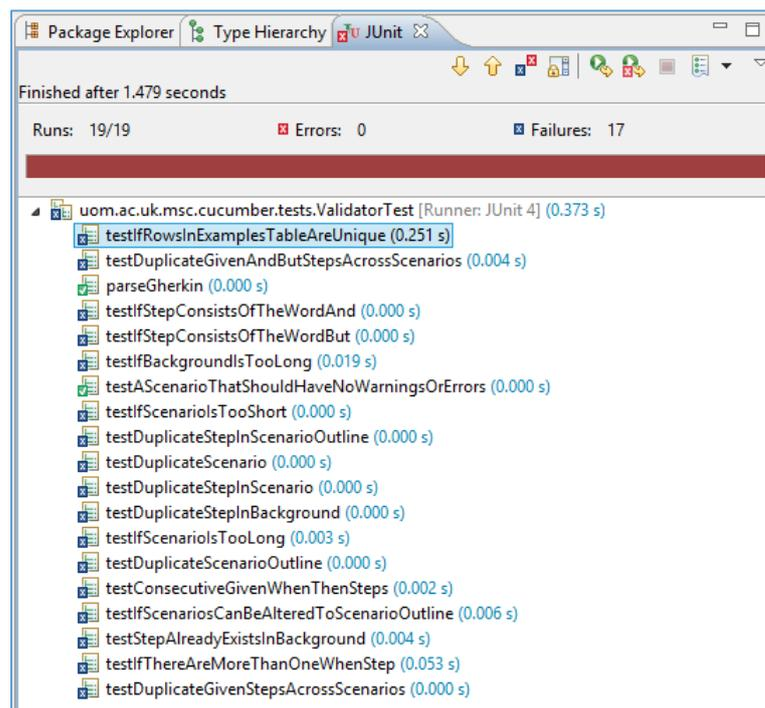 Package Explorer Type Hierarchy JUnit
Finished after 1.479 seconds
Runs: 19/19 Errors: 0 Failures: 17
uom.ac.uk.msc.cucumber.tests.ValidatorTest [Runner: JUnit 4] (0.373 s)
testIfRowsInExamplesTableAreUnique (0.251 s)
testDuplicateGivenAndButStepsAcrossScenarios (0.004 s)
parseGherkin (0.000 s)
testIfStepConsistsOfTheWordAnd (0.000 s)
testIfStepConsistsOfTheWordBut (0.000 s)
testIfBackgroundIsTooLong (0.019 s)
testAScenarioThatShouldHaveNoWarningsOrErrors (0.000 s)
testIfScenarioIsTooShort (0.000 s)
testDuplicateStepInScenarioOutline (0.000 s)
testDuplicateScenario (0.000 s)
testDuplicateStepInScenario (0.000 s)
testDuplicateStepInBackground (0.000 s)
testIfScenarioIsTooLong (0.003 s)
testDuplicateScenarioOutline (0.000 s)
testConsecutiveGivenWhenThenSteps (0.002 s)
testIfScenariosCanBeAlteredToScenarioOutline (0.006 s)
testStepAlreadyExistsInBackground (0.004 s)
testIfThereAreMoreThanOneWhenStep (0.053 s)
testDuplicateGivenStepsAcrossScenarios (0.000 s)